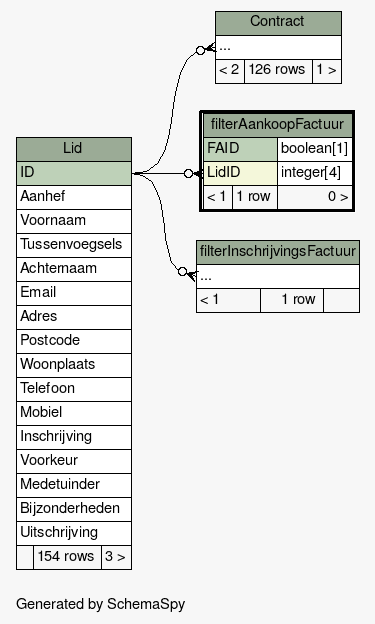 Contract
...
< 2 126 rows 1 >
filterAankoopFactuur
FAID boolean[1]
LidID integer[4]
< 1 1 row 0 >
filterInschrijvingsFactuur
...
< 1 1 row
Lid
ID
Aanhef
Voornaam
Tussenvoegsels
Achternaam
Email
Adres
Postcode
Woonplaats
Telefoon
Mobiel
Inschrijving
Voorkeur
Medetuinder
Bijzonderheden
Uitschrijving
154 rows 3 >
Generated by SchemaSpy